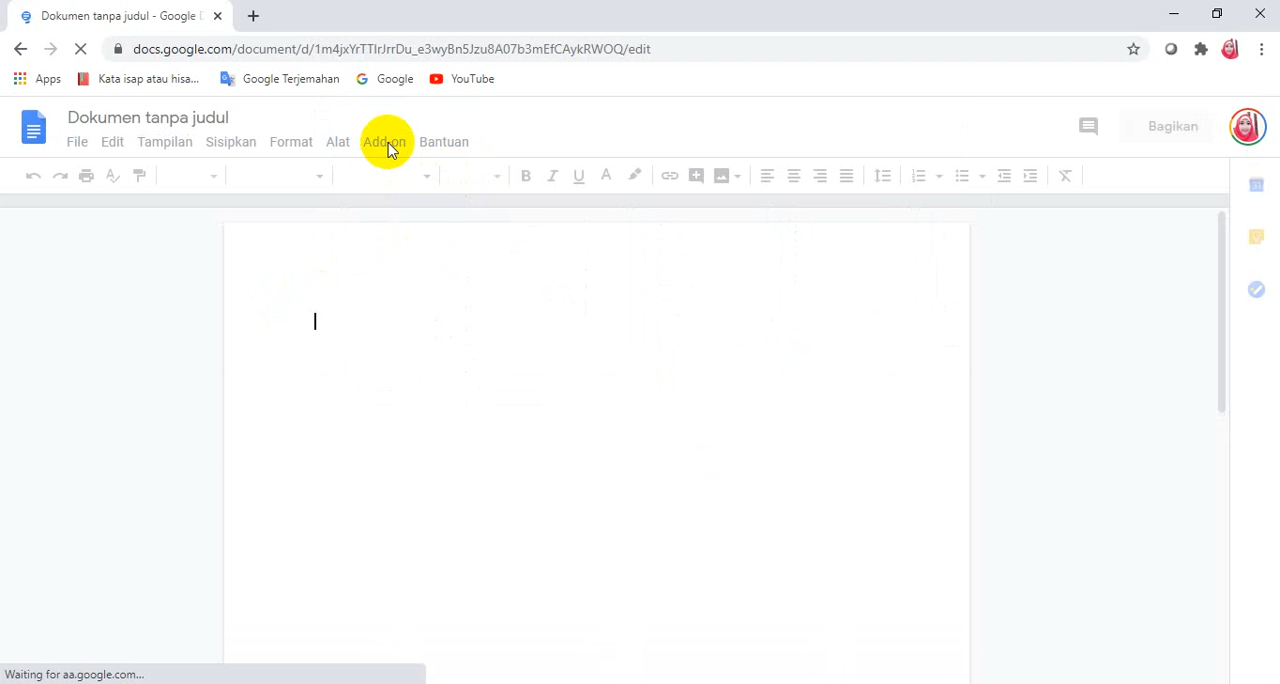 Dokumen tanpa judul - Google D
docs.google.com/document/d/1m4jxYrTTIrJrrDu_e3wyBn5Jzu8A07b3mEfCAykRWOQ/edit
Apps Kata isap atau hisa... Google Terjemahan Google YouTube
Dokumen tanpa judul
File Edit Tampilan Sisipkan Format Alat Add-on Bantuan
Bagikan
B I U A
31
Waiting for aa.google.com...